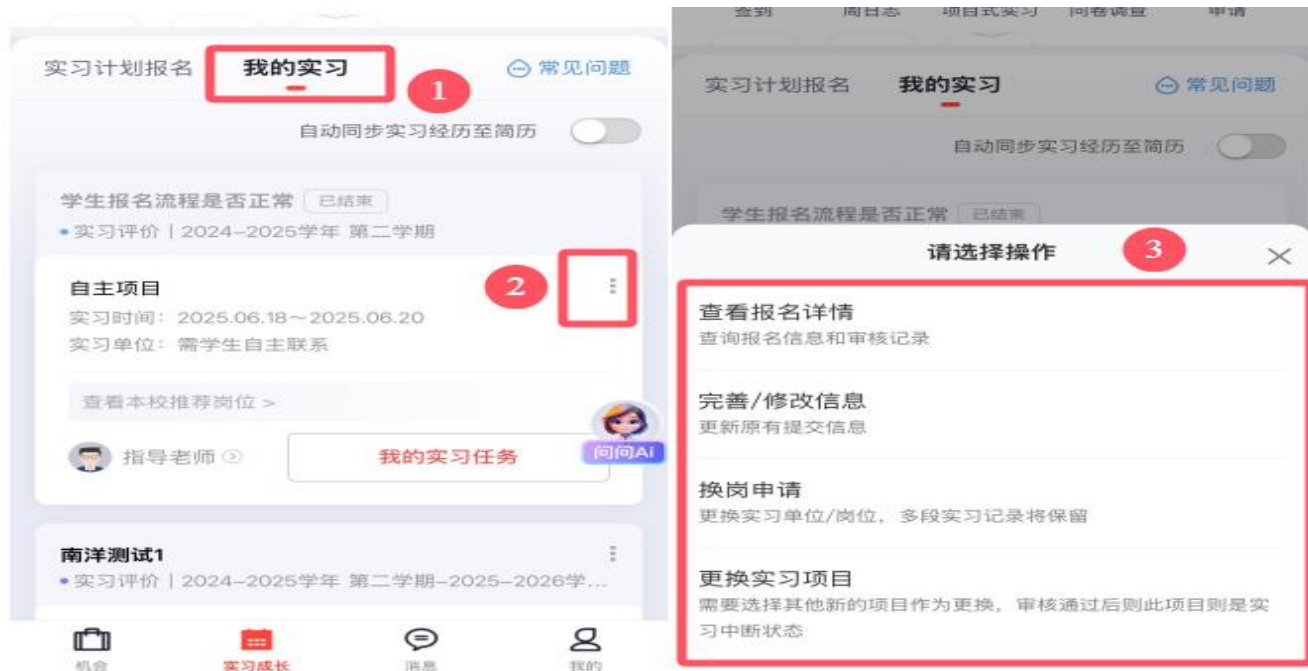 实习计划报名
我的实习
常见问题
1
自动同步实习经历至简历
学生报名流程是否正常 已结束
实习评价 | 2024-2025学年 第二学期
2
自主项目
实习时间：2025.06.18~2025.06.20
实习单位：需学生自主联系
查看本校推荐岗位 >
指导老师
我的实习任务
问问Ai
南洋测试1
实习评价 | 2024-2025学年 第二学期-2025-2026学...
机会
实习成长
消息
我的
签到
周日志
项目式实习
问卷调查
申请
实习计划报名
我的实习
常见问题
自动同步实习经历至简历
学生报名流程是否正常 已结束
请选择操作
3
查看报名详情
查询报名信息和审核记录
完善/修改信息
更新原有提交信息
换岗申请
更换实习单位/岗位，多段实习记录将保留
更换实习项目
需要选择其他新的项目作为更换，审核通过后则此项目则是实
习中断状态